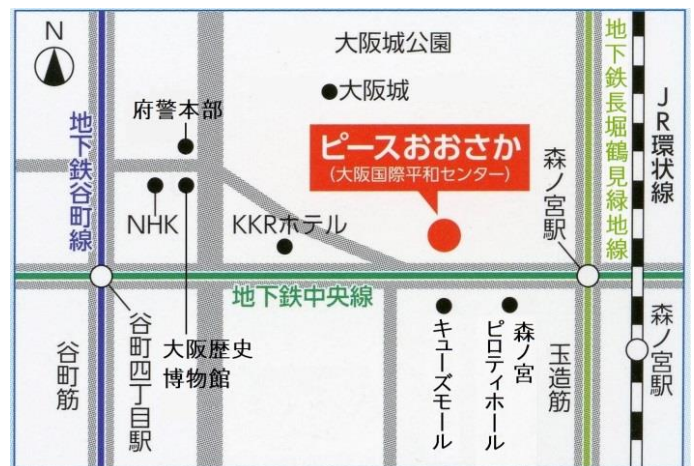 N
大阪城公園
大阪城
府警本部
ピースおおさか
(大阪国際平和センター)
地下鉄谷町線
NHK
KKRホテル
森ノ宮駅
地下鉄長堀鶴見緑地線
JR環状線
地下鉄中央線
谷町筋
谷町四丁目駅
大阪歴史
博物館
キューズモール
森ノ宮
ピロティホール
玉造筋
森ノ宮駅